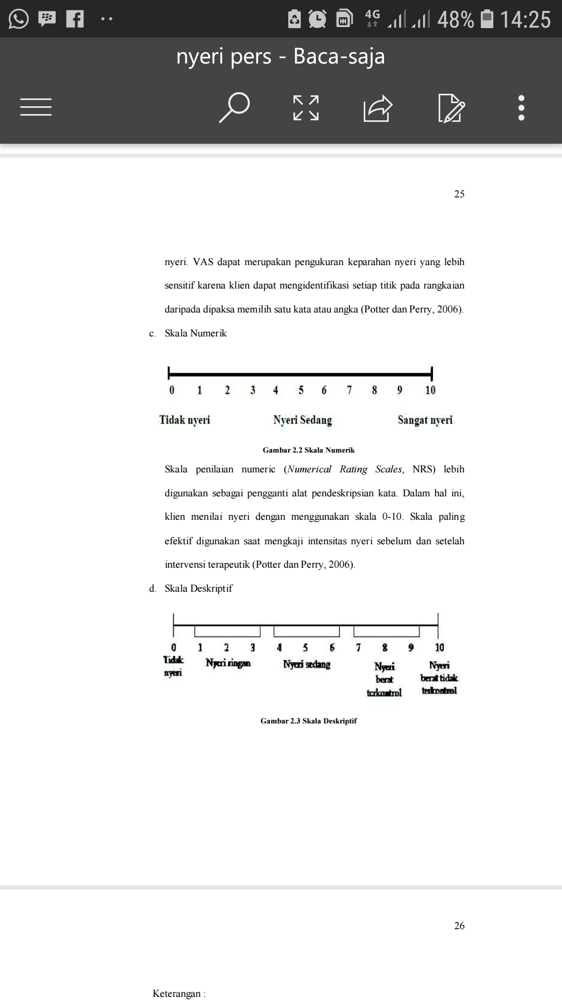 4G 48% 14:25
nyeri pers - Baca-saja
25
nyeri. VAS dapat merupakan pengukuran keparahan nyeri yang lebih
sensitif karena klien dapat mengidentifikasi setiap titik pada rangkaian
daripada dipaksa memilih satu kata atau angka (Potter dan Perry, 2006).
c. Skala Numerik
0 1 2 3 4 5 6 7 8 9 10
Tidak nyeri Nyeri Sedang Sangat nyeri
Gambar 2.2 Skala Numerik
Skala penilaian numeric (Numerical Rating Scales, NRS) lebih
digunakan sebagai pengganti alat pendeskripsian kata. Dalam hal ini,
klien menilai nyeri dengan menggunakan skala 0-10. Skala paling
efektif digunakan saat mengkaji intensitas nyeri sebelum dan setelah
intervensi terapeutik (Potter dan Perry, 2006).
d. Skala Deskriptif
0 1 2 3 4 5 6 7 8 9 10
Tidak
nyeri
Nyeri ringan
Nyeri sedang
Nyeri
berat
terkontrol
Nyeri
berat tidak
terkontrol
Gambar 2.3 Skala Deskriptif
26
Keterangan :